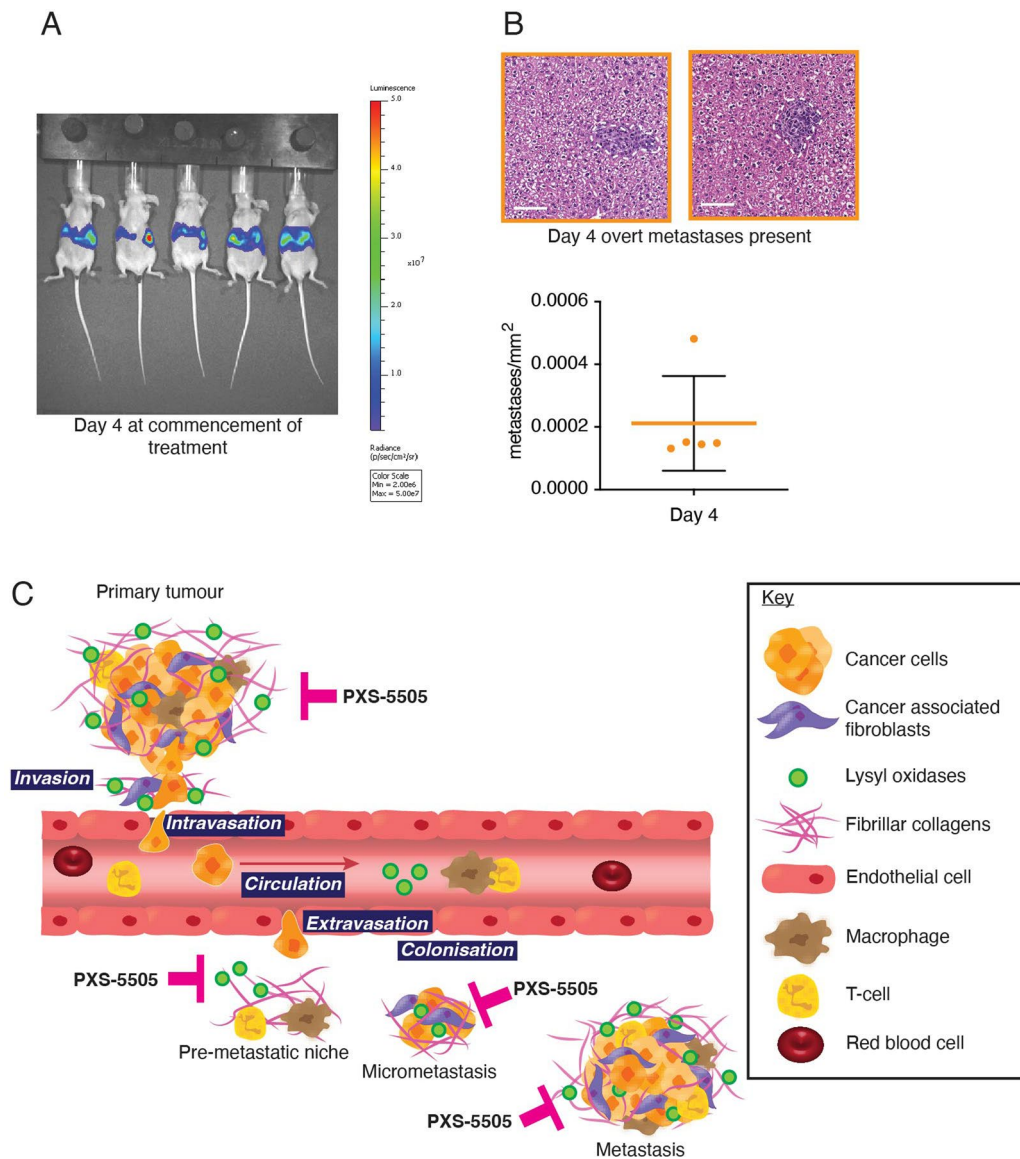 A
Luminescence
5.0
4.0
3.0
×10⁷
2.0
1.0
Radiance
(p/sec/cm²/sr)
Color Scale
Min = 2.00e6
Max = 5.00e7
Day 4 at commencement of
treatment
B
Day 4 overt metastases present
metastases/mm²
0.0006
0.0004
0.0002
0.0000
Day 4
C
Primary tumour
PXS-5505
Invasion
Intravasation
Circulation
Extravasation
Colonisation
PXS-5505
Pre-metastatic niche
PXS-5505
Micrometastasis
PXS-5505
Metastasis
Key
Cancer cells
Cancer associated
fibroblasts
Lysyl oxidases
Fibrillar collagens
Endothelial cell
Macrophage
T-cell
Red blood cell